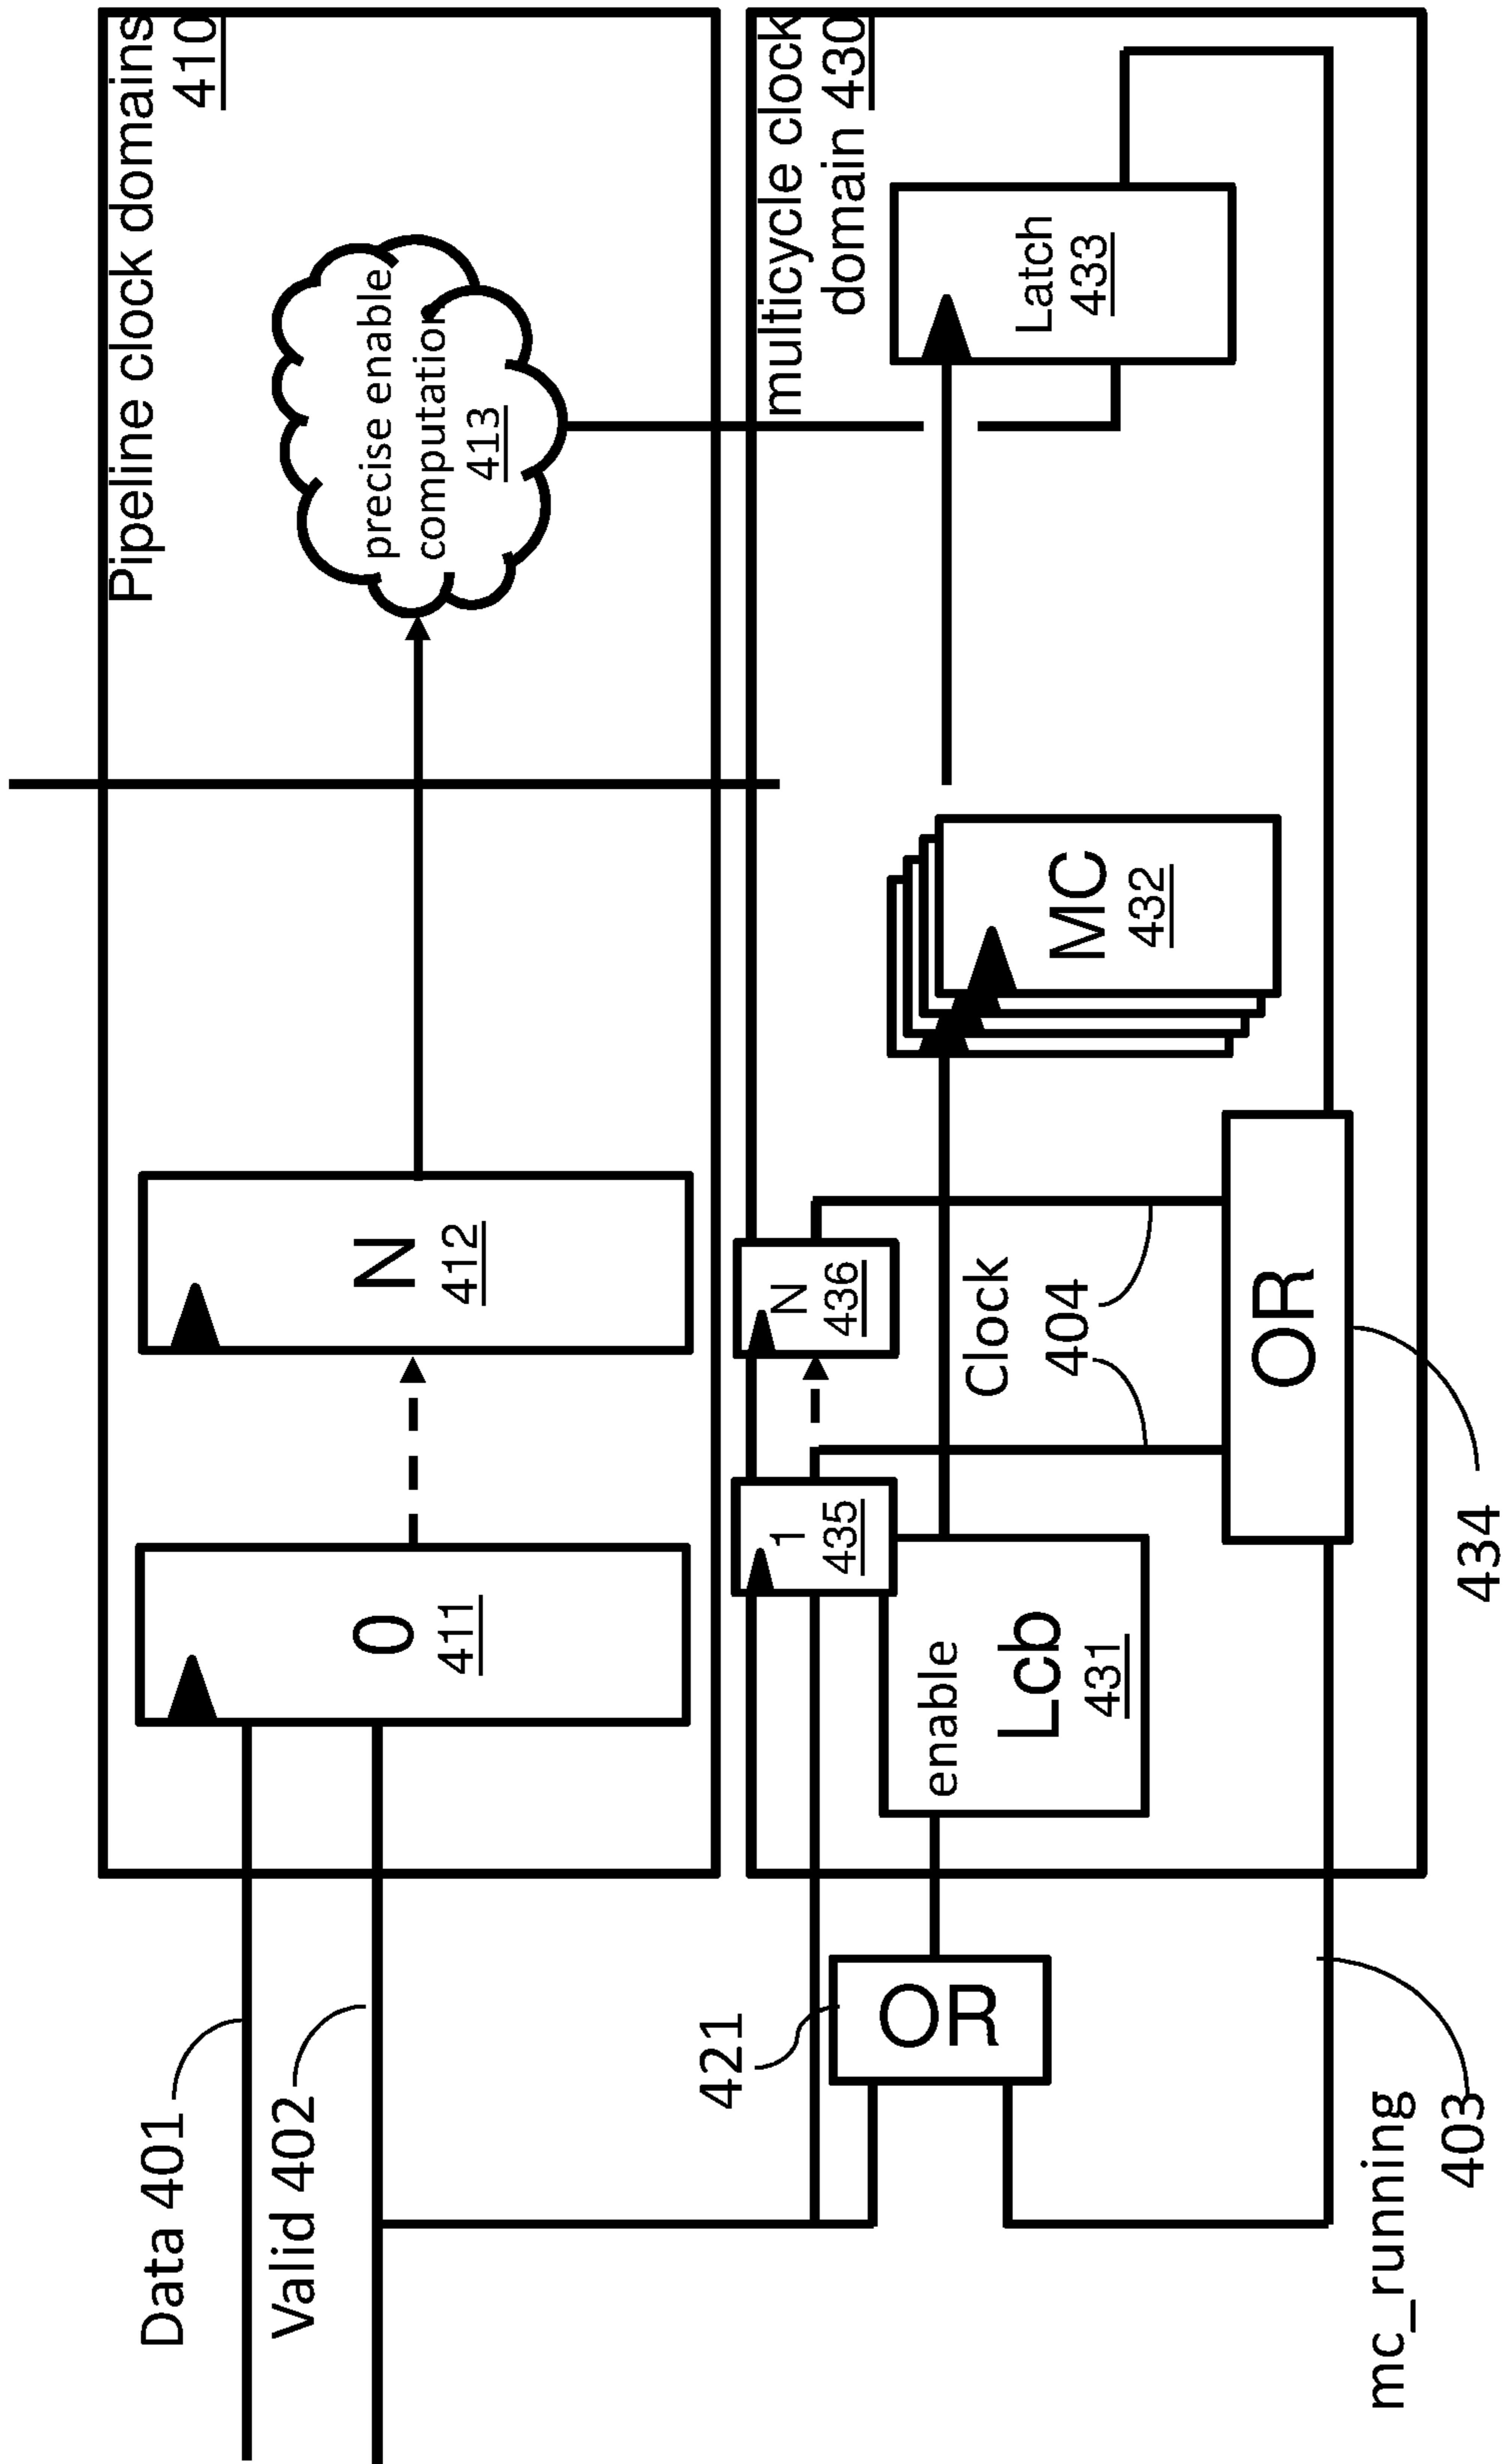 Pipeline clock domains
410
Data 401
Valid 402
0
411
N
412
precise enable
computation
413
multicycle clock
domain 430
421
OR
enable
Lcb
431
1
435
N
436
Clock
404
MC
432
Latch
433
OR
434
mc_running
403